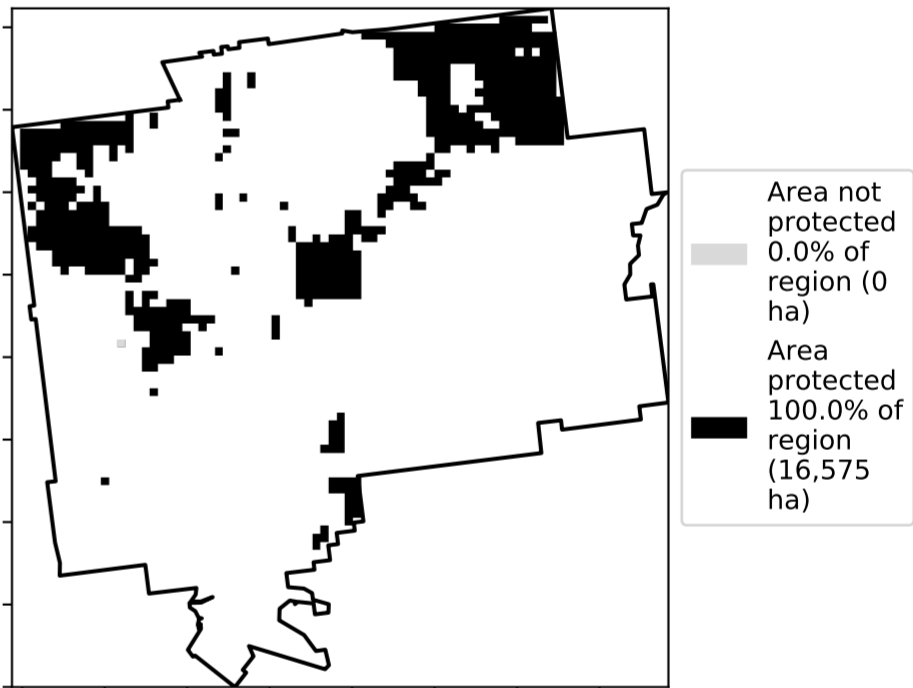 Area not
protected
0.0% of
region (0
ha)
Area
protected
100.0% of
region
(16,575
ha)